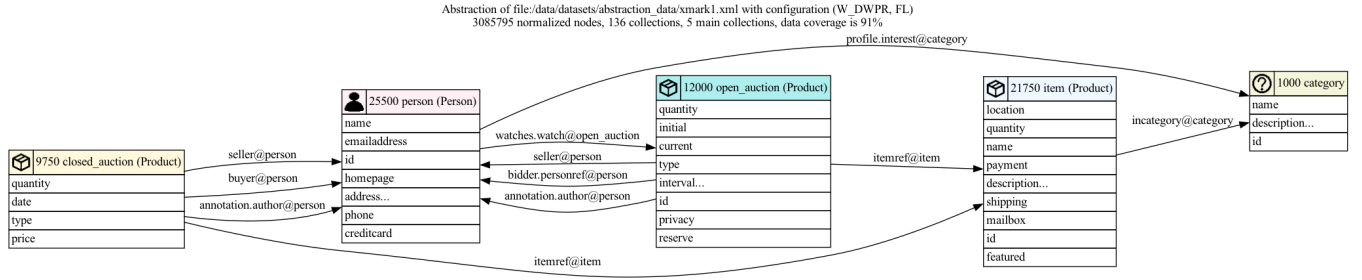 Abstraction of file:/data/datasets/abstraction_data/xmark1.xml with configuration (W_DWPR, FL)
3085795 normalized nodes, 136 collections, 5 main collections, data coverage is 91%
9750 closed_auction (Product)
quantity
date
type
price
seller@person
buyer@person
annotation.author@person
itemref@item
25500 person (Person)
name
emailaddress
id
homepage
address...
phone
creditcard
profile.interest@category
watches.watch@open_auction
seller@person
bidder.personref@person
annotation.author@person
12000 open_auction (Product)
quantity
initial
current
type
interval...
id
privacy
reserve
itemref@item
21750 item (Product)
location
quantity
name
payment
description...
shipping
mailbox
id
featured
incategory@category
1000 category
name
description...
id